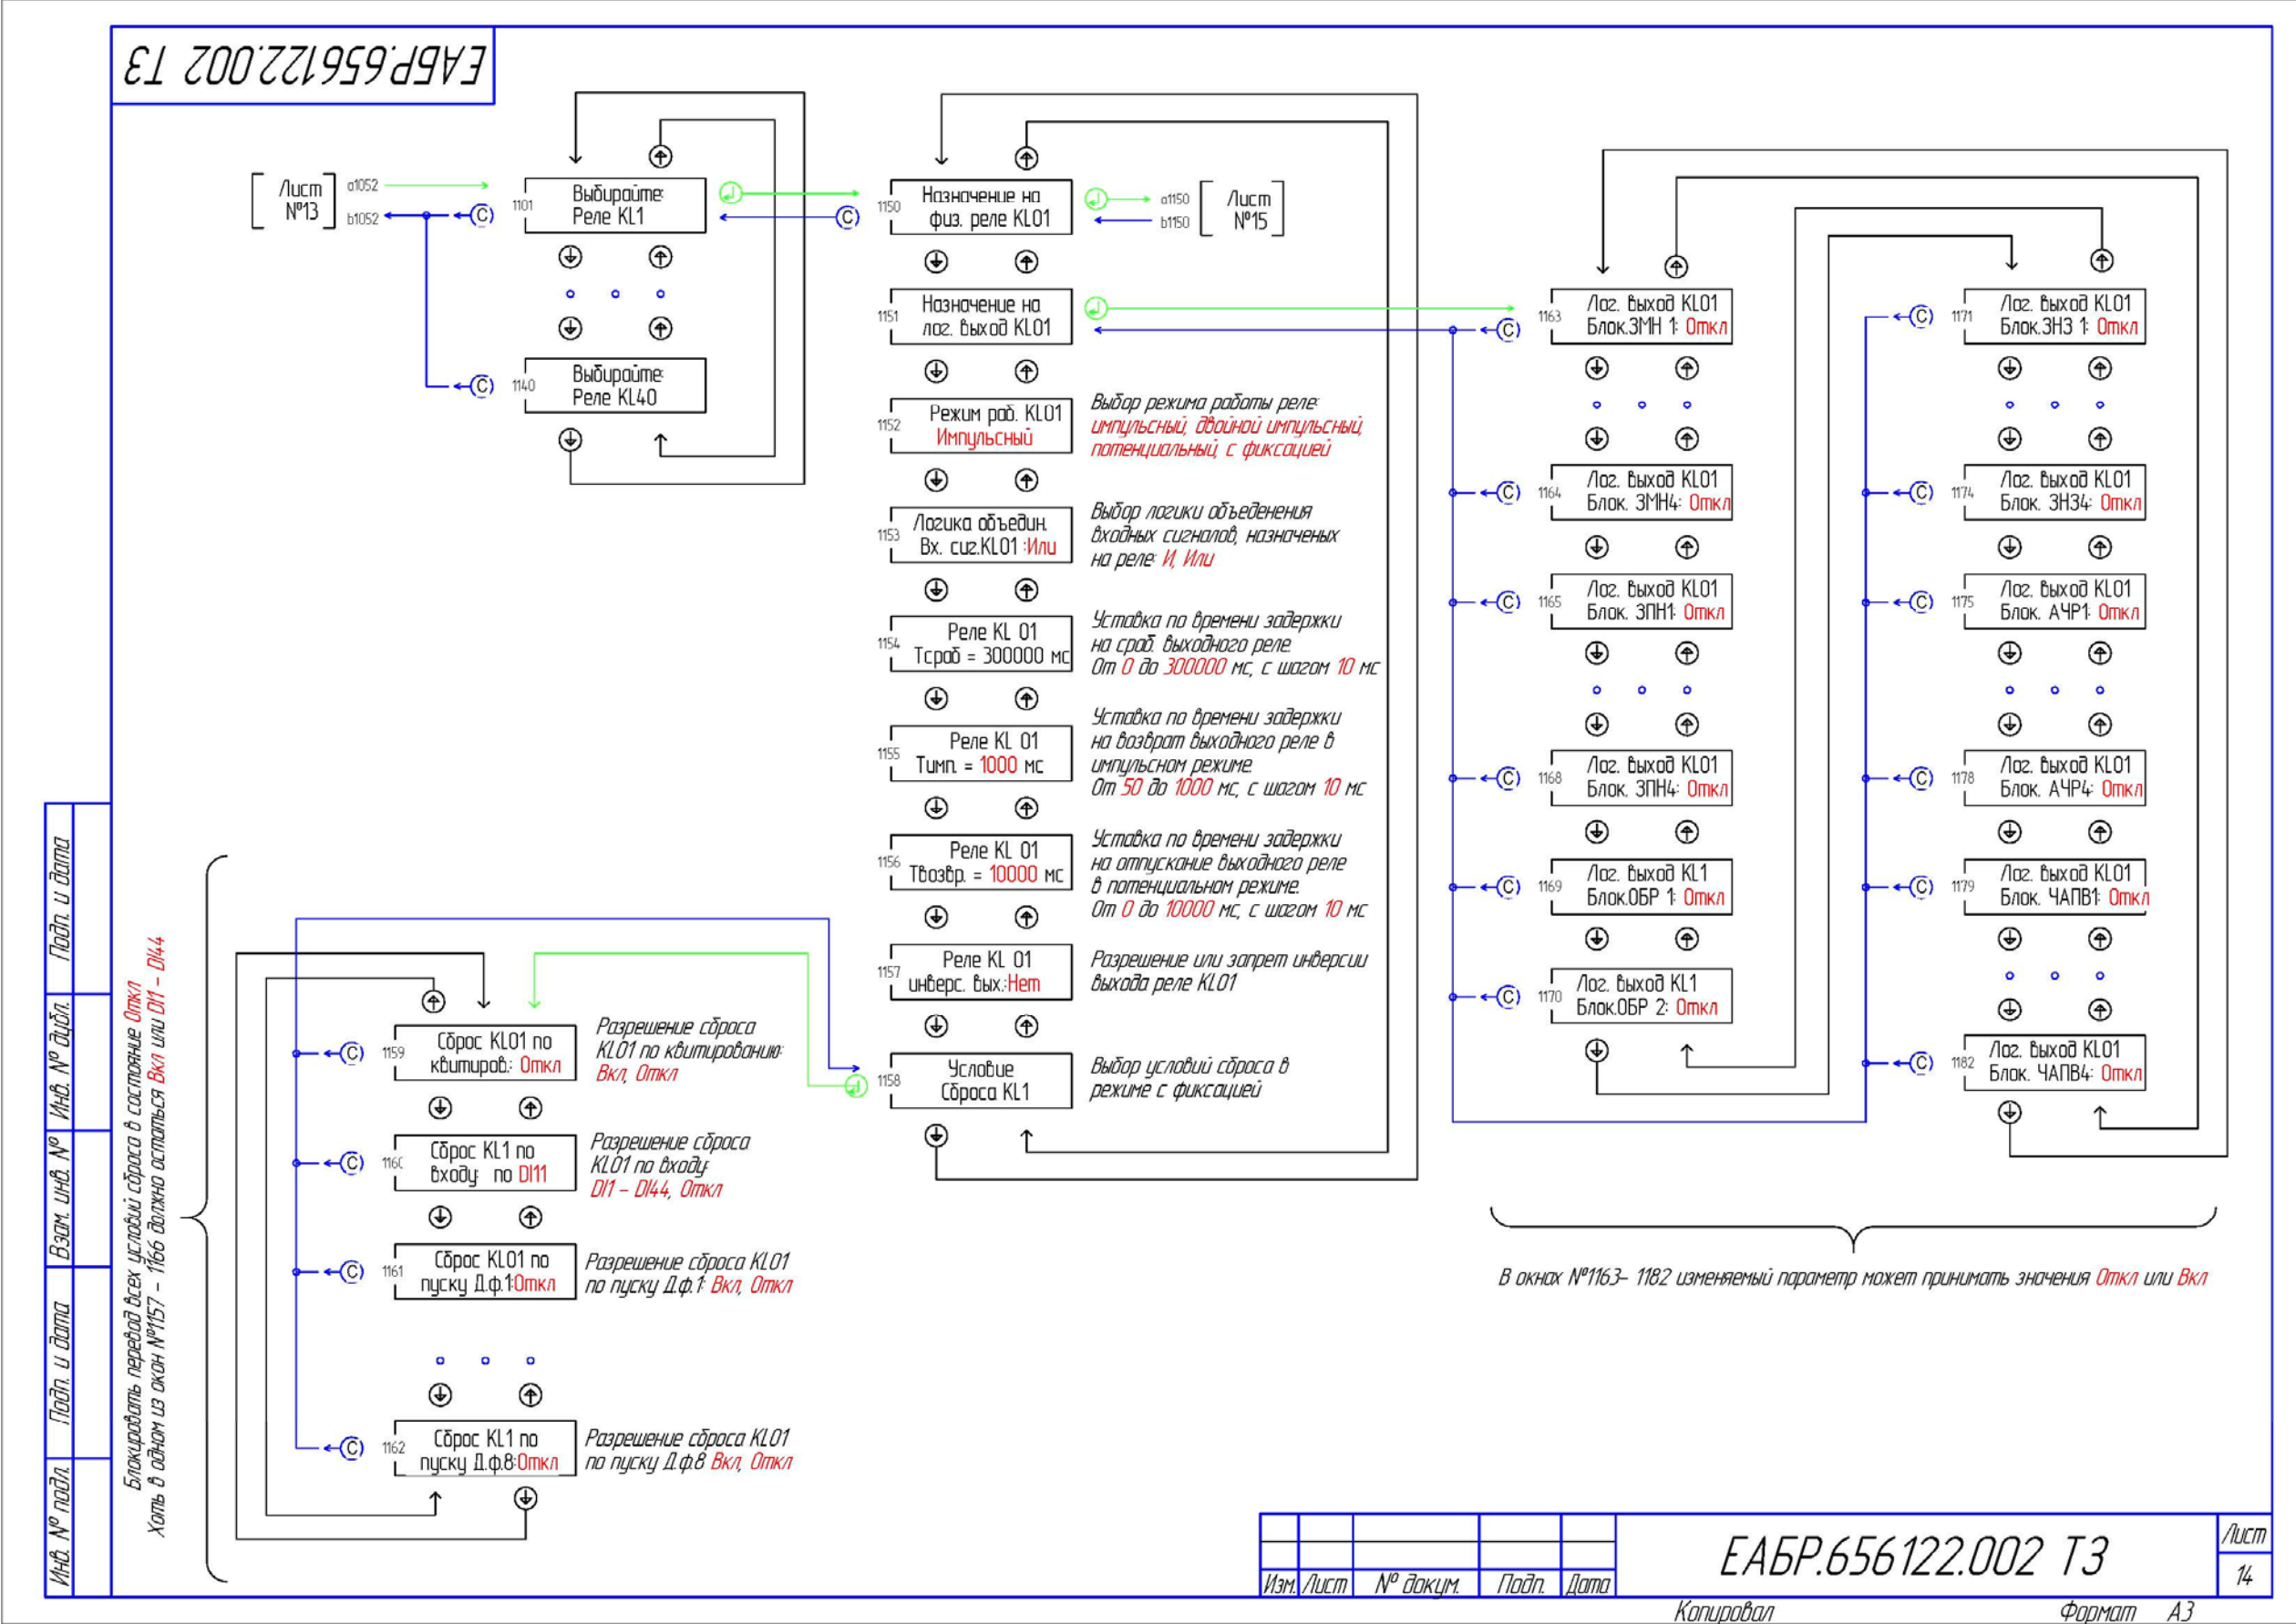 ЕАБР.656122.002 ТЗ
Лист
№13
a1052
b1052
C
1101
Выбирайте:
Реле KL1
C
1140
Выбирайте:
Реле KL40
C
1150
Назначение на
физ. реле KL01
a1150
b1150
Лист
№15
1151
Назначение на
лог. выход KL01
1152
Режим раб. KL01
Импульсный
Выбор режима работы реле:
импульсный, двойной импульсный,
потенциальный, с фиксацией
1153
Логика объедин.
Вх. сиг.KL01 :Или
Выбор логики объеденения
входных сигналов, назначеных
на реле: И, Или
1154
Реле KL 01
Тсраб = 300000 мс
Уставка по времени задержки
на сраб. выходного реле.
От 0 до 300000 мс, с шагом 10 мс
1155
Реле KL 01
Тимп. = 1000 мс
Уставка по времени задержки
на возврат выходного реле в
импульсном режиме.
От 50 до 1000 мс, с шагом 10 мс
1156
Реле KL 01
Твозвр. = 10000 мс
Уставка по времени задержки
на отпускание выходного реле
в потенциальном режиме.
От 0 до 10000 мс, с шагом 10 мс
1157
Реле KL 01
инверс. вых.:Нет
Разрешение или запрет инверсии
выхода реле KL01
1158
Условие
Сброса KL1
Выбор условий сброса в
режиме с фиксацией
C
1159
Сброс KL01 по
квитиров.: Откл
Разрешение сброса
KL01 по квитированию:
Вкл, Откл
C
116С
Сброс KL1 по
входу: по DI11
Разрешение сброса
KL01 по входу:
DI1 – DI44, Откл
C
1161
Сброс KL01 по
пуску Д.ф.1:Откл
Разрешение сброса KL01
по пуску Д.ф.1: Вкл, Откл
C
1162
Сброс KL1 по
пуску Д.ф.8:Откл
Разрешение сброса KL01
по пуску Д.ф.8 Вкл, Откл
Блокировать перевод всех условий сброса в состояние Откл
Хоть в одном из окон №1157 – 1166 должно остаться Вкл или DI1 – DI44
C
1163
Лог. выход KL01
Блок.ЗМН 1: Откл
C
1164
Лог. выход KL01
Блок. ЗМН4: Откл
C
1165
Лог. выход KL01
Блок. ЗПН1: Откл
C
1168
Лог. выход KL01
Блок. ЗПН4: Откл
C
1169
Лог. выход KL1
Блок.ОБР 1: Откл
C
1170
Лог. выход KL1
Блок.ОБР 2: Откл
C
1171
Лог. выход KL01
Блок.ЗНЗ 1: Откл
C
1174
Лог. выход KL01
Блок. ЗНЗ4: Откл
C
1175
Лог. выход KL01
Блок. АЧР1: Откл
C
1178
Лог. выход KL01
Блок. АЧР4: Откл
C
1179
Лог. выход KL01
Блок. ЧАПВ1: Откл
C
1182
Лог. выход KL01
Блок. ЧАПВ4: Откл
В окнах №1163– 1182 изменяемый параметр может принимать значения Откл или Вкл
Подп. и дата
Инв. № дубл.
Взам. инв. №
Подп. и дата
Инв. № подл.
Изм. Лист № докум. Подп. Дата
ЕАБР.656122.002 ТЗ
Лист
14
Копировал Формат А3